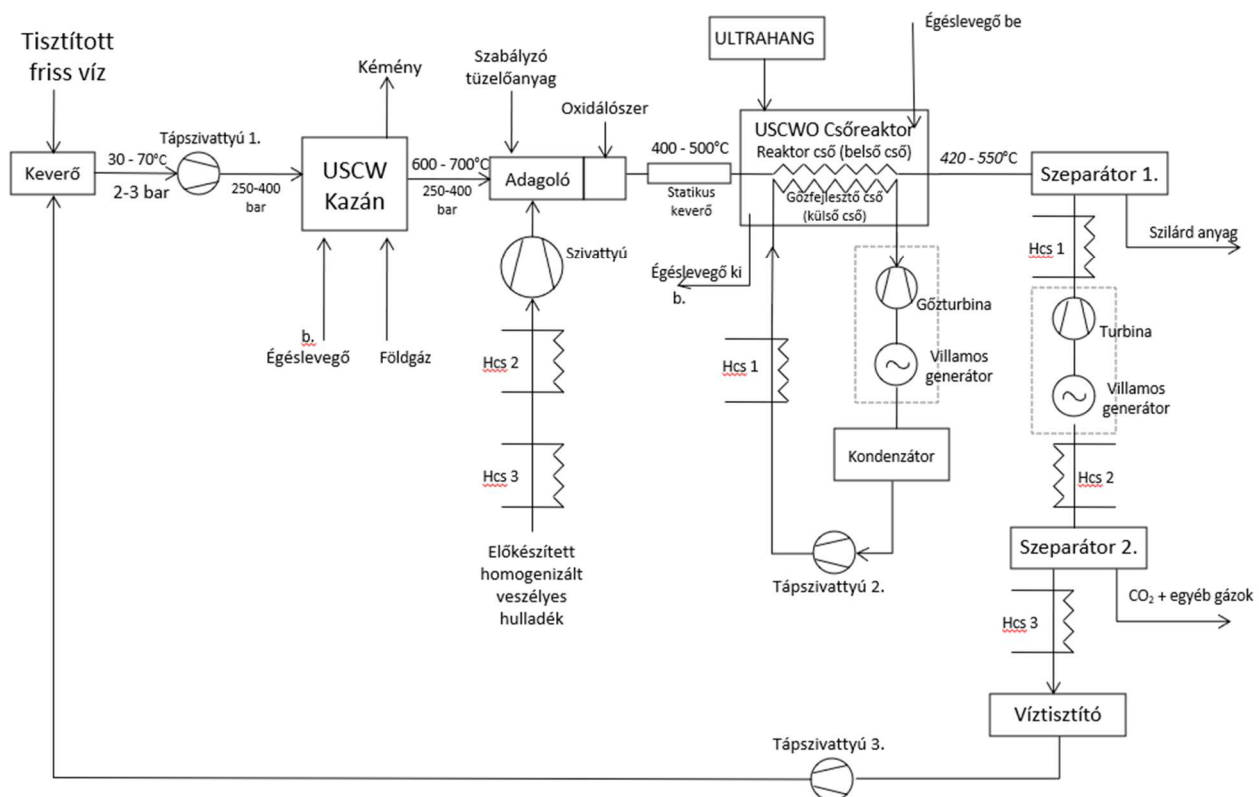 Tisztított
friss víz
Keverő
30 - 70°C
2-3 bar
Tápszivattyú 1.
250-400
bar
Kémény
USCW
Kazán
b.
Égéslevegő
Földgáz
600 - 700°C
250-400
bar
Szabályzó
tüzelőanyag
Oxidálószer
Adagoló
Szivattyú
Hcs 2
Hcs 3
Előkészített
homogenizált
veszélyes
hulladék
400 - 500°C
Statikus
keverő
ULTRAHANG
Égéslevegő be
USCWO Csőreaktor
Reaktor cső (belső cső)
Gőzfejlesztő cső
(külső cső)
Égéslevegő ki
b.
Hcs 1
Gőzturbina
Villamos
generátor
Kondenzátor
Tápszivattyú 2.
420 - 550°C
Szeparátor 1.
Szilárd anyag
Hcs 1
Turbina
Villamos
generátor
Hcs 2
Szeparátor 2.
CO₂ + egyéb gázok
Hcs 3
Víztisztító
Tápszivattyú 3.